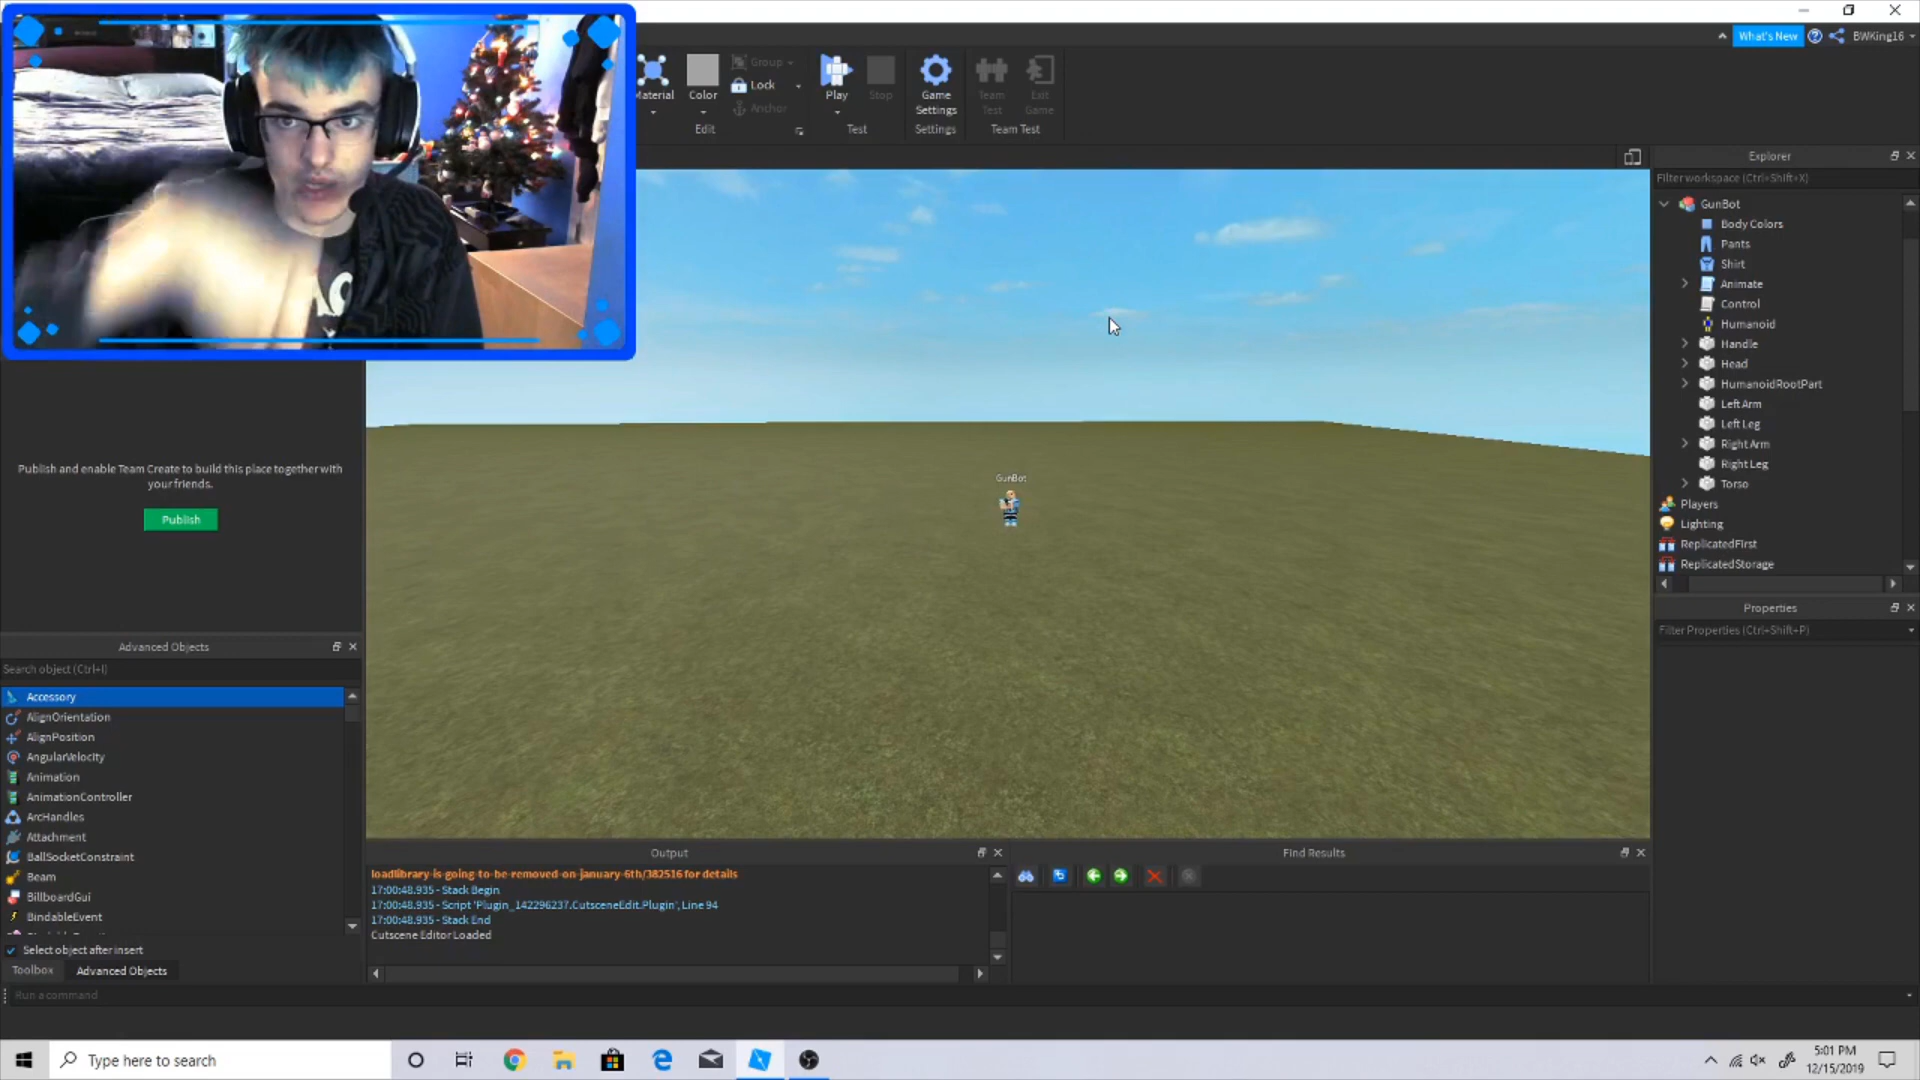 What's New
BWKing16
Material
Color
Group
Lock
Anchor
Edit
Play
Stop
Test
Game
Settings
Settings
Team
Test
Exit
Game
Team Test
Explorer
Filter workspace (Ctrl+Shift+X)
GunBot
Body Colors
Pants
Shirt
Animate
Control
Humanoid
Handle
Head
HumanoidRootPart
Left Arm
Left Leg
Right Arm
Right Leg
Torso
Players
Lighting
ReplicatedFirst
ReplicatedStorage
Properties
Filter Properties (Ctrl+Shift+P)
GunBot
Publish and enable Team Create to build this place together with
your friends.
Publish
Advanced Objects
Search object (Ctrl+I)
Accessory
AlignOrientation
AlignPosition
AngularVelocity
Animation
AnimationController
ArcHandles
Attachment
BallSocketConstraint
Beam
BillboardGui
BindableEvent
Select object after insert
Toolbox
Advanced Objects
Output
loadlibrary-is-going-to-be-removed-on-january-6th/382516 for details
17:00:48.935 - Stack Begin
17:00:48.935 - Script 'Plugin_142296237.CutsceneEdit.Plugin', Line 94
17:00:48.935 - Stack End
Cutscene Editor Loaded
Find Results
Run a command
Type here to search
5:01 PM
12/15/2019